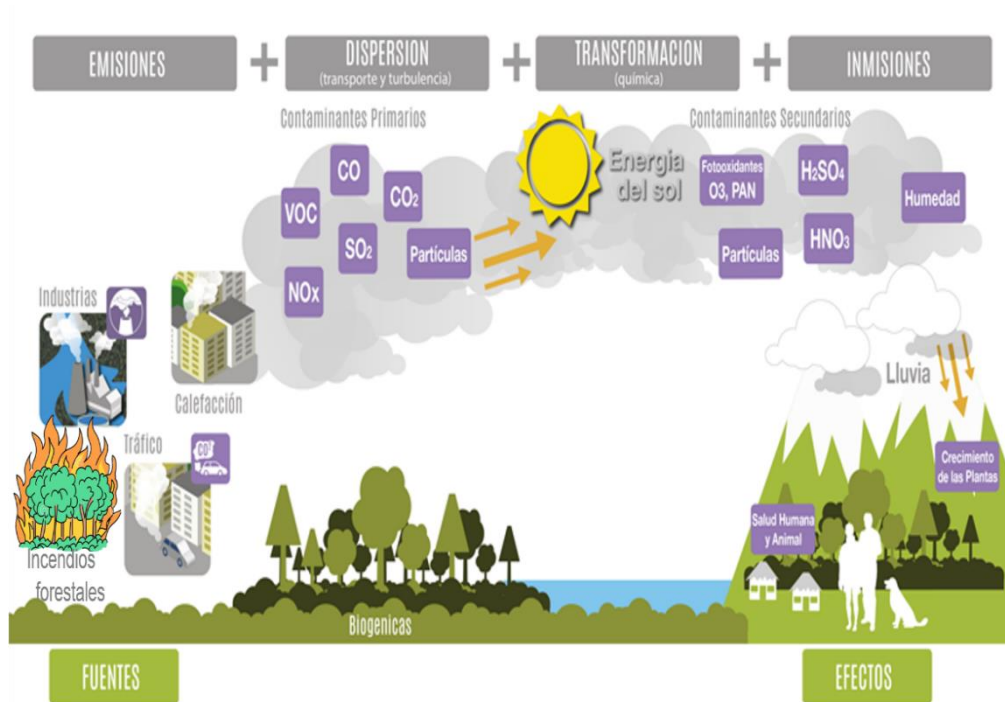 EMISIONES
+
DISPERSION
(transporte y turbulencia)
+
TRANSFORMACION
(química)
+
INMISIONES
Contaminantes Primarios
Contaminantes Secundarios
CO
CO₂
VOC
SO₂
Partículas
NOx
Energia
del sol
Fotooxidantes
O3, PAN
H₂SO₄
Humedad
Partículas
HNO₃
Industrias
Calefacción
Tráfico
CO²
Incendios
forestales
Lluvia
Crecimiento
de las Plantas
Salud Humana
y Animal
Biogenicas
FUENTES
EFECTOS